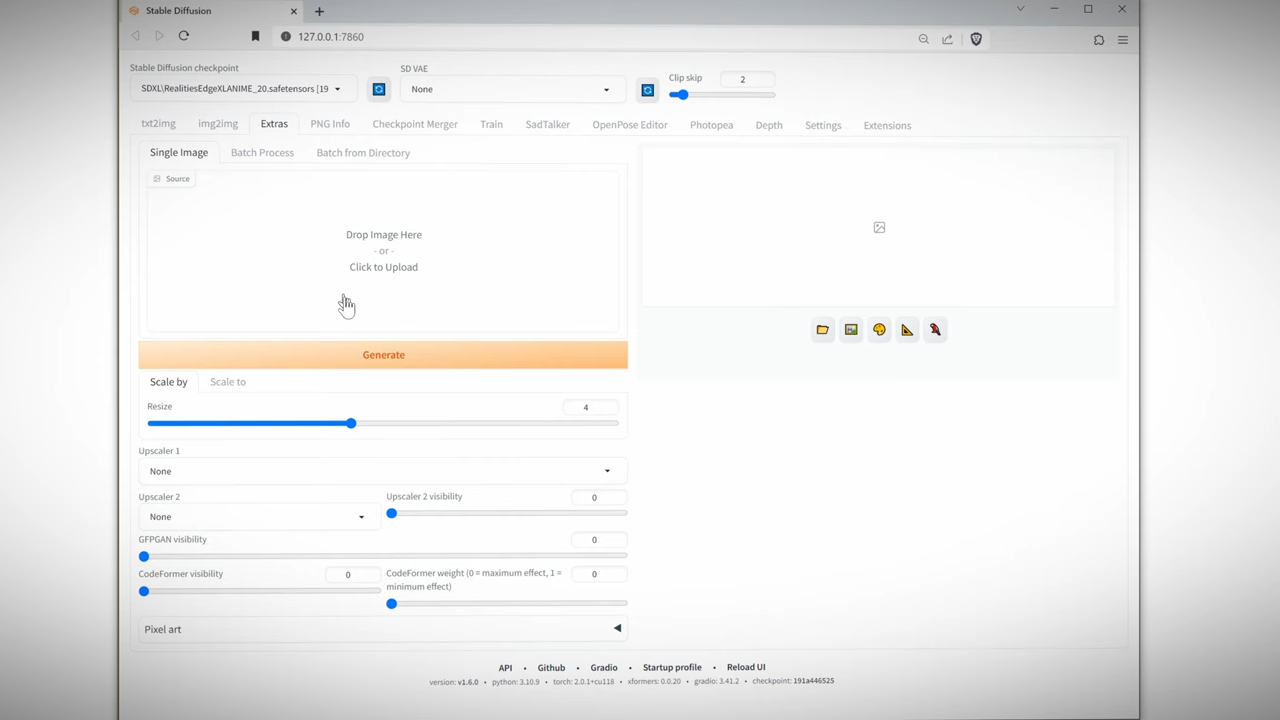 Stable Diffusion
127.0.0.1:7860
Stable Diffusion checkpoint
SDXL\RealitiesEdgeXLANIME_20.safetensors [19
SD VAE
None
Clip skip
2
txt2img
img2img
Extras
PNG Info
Checkpoint Merger
Train
SadTalker
OpenPose Editor
Photopea
Depth
Settings
Extensions
Single Image
Batch Process
Batch from Directory
Source
Drop Image Here
- or -
Click to Upload
Generate
Scale by
Scale to
Resize
4
Upscaler 1
None
Upscaler 2
None
Upscaler 2 visibility
0
GFPGAN visibility
0
CodeFormer visibility
0
CodeFormer weight (0 = maximum effect, 1 =
minimum effect)
0
Pixel art
API • Github • Gradio • Startup profile • Reload UI
version: v1.6.0 • python: 3.10.9 • torch: 2.0.1+cu118 • xformers: 0.0.20 • gradio: 3.41.2 • checkpoint: 191a446525